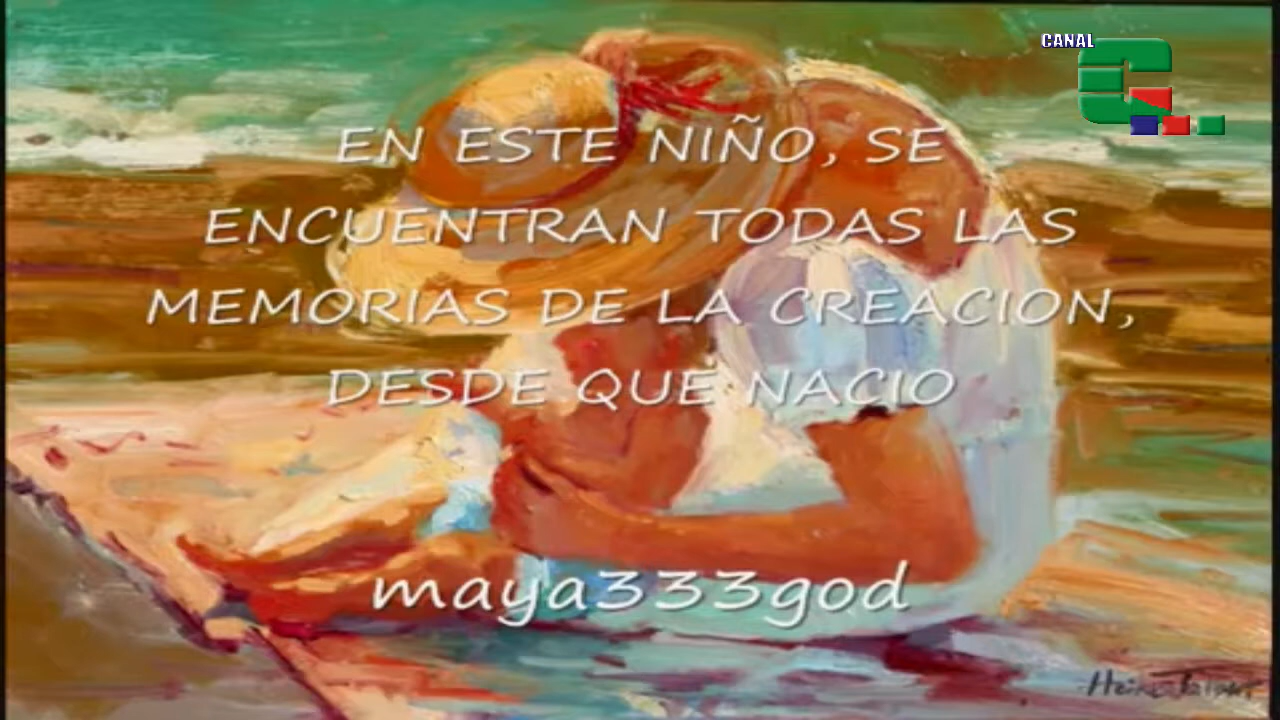 CANAL
EN ESTE NIÑO, SE
ENCUENTRAN TODAS LAS
MEMORIAS DE LA CREACION,
DESDE QUE NACIO
maya333god